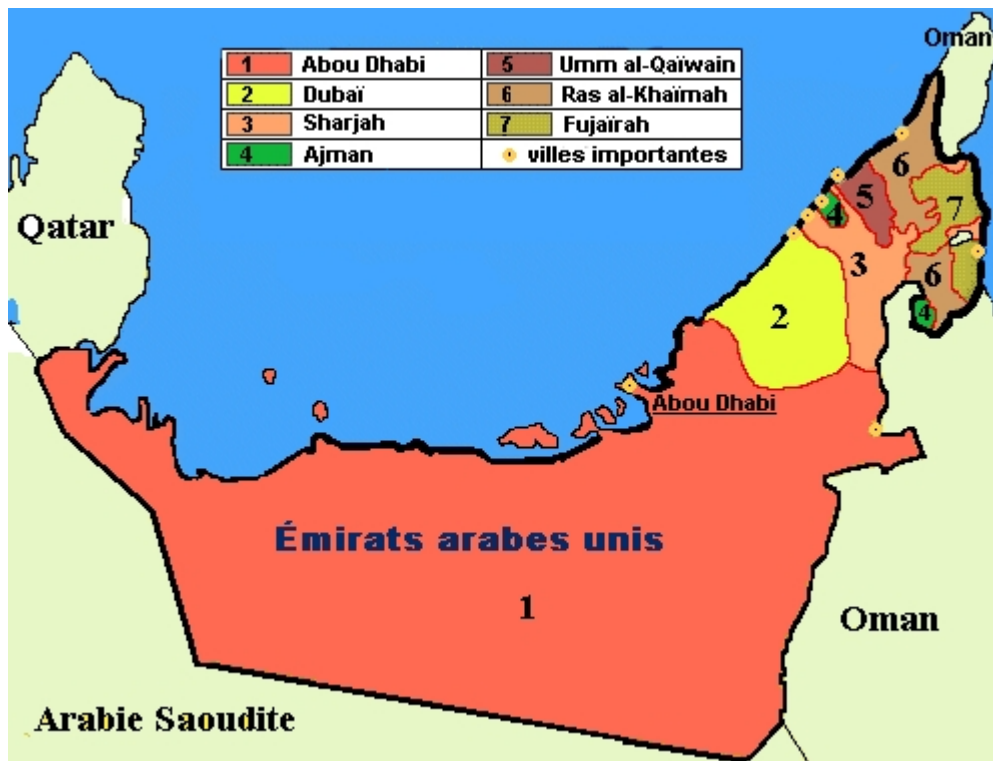 Oman
1 Abou Dhabi 5 Umm al-Qaïwain
2 Dubaï 6 Ras al-Khaïmah
3 Sharjah 7 Fujaïrah
4 Ajman villes importantes
Qatar
6
5
4
7
3
6
2
4
Abou Dhabi
Émirats arabes unis
1
Oman
Arabie Saoudite